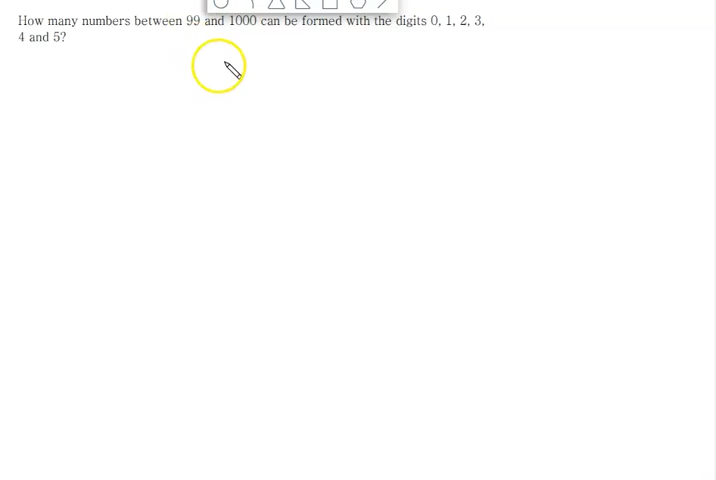 How many numbers between 99 and 1000 can be formed with the digits 0, 1, 2, 3,
4 and 5?